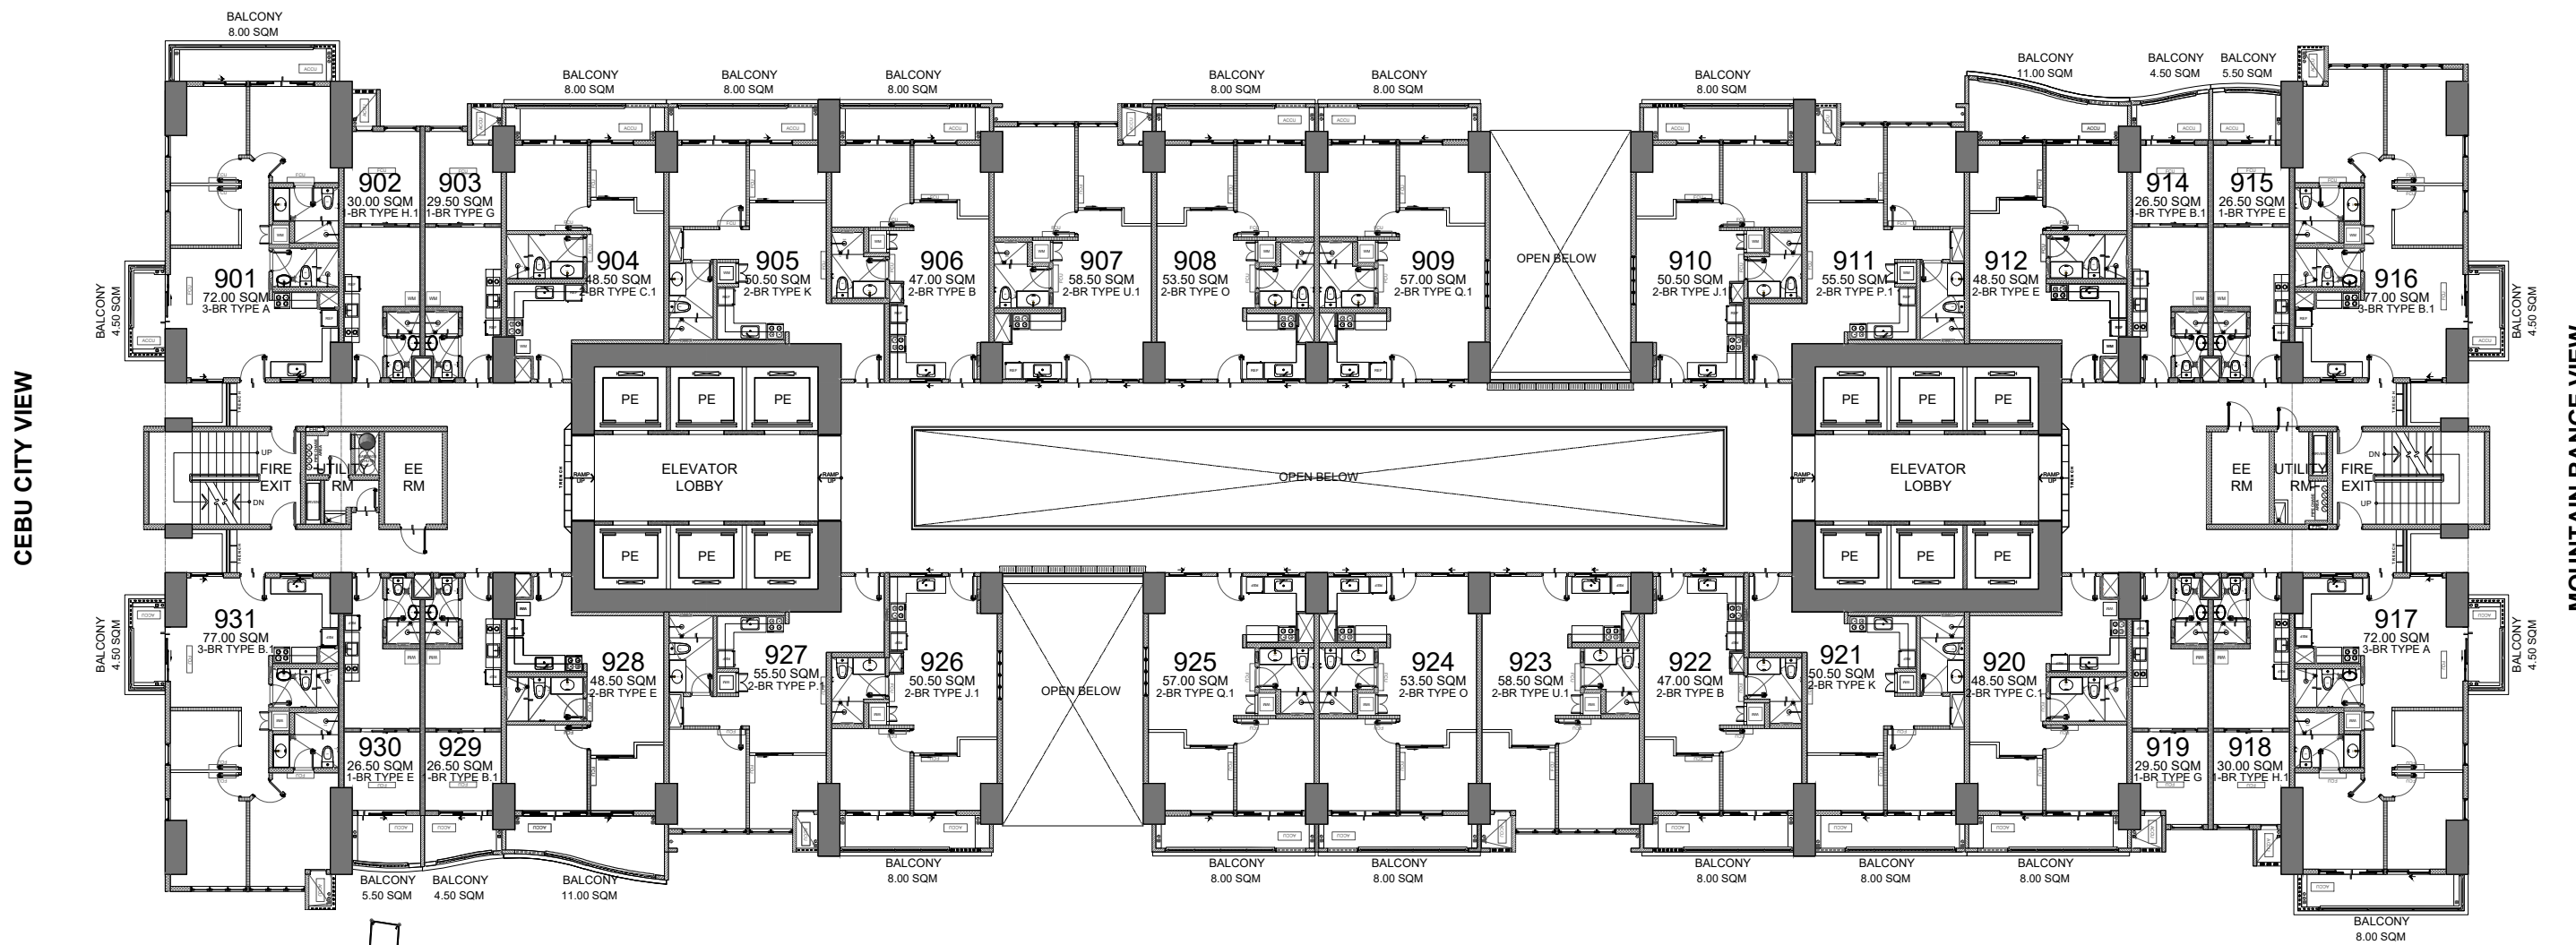 BALCONY
8.00 SQM
BALCONY
8.00 SQM
BALCONY
8.00 SQM
BALCONY
8.00 SQM
BALCONY
8.00 SQM
BALCONY
8.00 SQM
BALCONY
8.00 SQM
BALCONY
11.00 SQM
BALCONY
4.50 SQM
BALCONY
5.50 SQM
901
72.00 SQM
3-BR TYPE A
902
30.00 SQM
1-BR TYPE H.1
903
29.50 SQM
1-BR TYPE G
904
48.50 SQM
2-BR TYPE C.1
905
50.50 SQM
2-BR TYPE K
906
47.00 SQM
2-BR TYPE B
907
58.50 SQM
2-BR TYPE U.1
908
53.50 SQM
2-BR TYPE O
909
57.00 SQM
2-BR TYPE Q.1
OPEN BELOW
910
50.50 SQM
2-BR TYPE J.1
911
55.50 SQM
2-BR TYPE P.1
912
48.50 SQM
2-BR TYPE E
914
26.50 SQM
1-BR TYPE B.1
915
26.50 SQM
1-BR TYPE E
916
77.00 SQM
3-BR TYPE B.1
BALCONY
4.50 SQM
BALCONY
4.50 SQM
CEBU CITY VIEW
MOUNTAIN RANGE VIEW
PE
PE
PE
PE
PE
PE
UP
DN
FIRE
EXIT
UTILITY
RM
EE
RM
RAMP
UP
ELEVATOR
LOBBY
RAMP
UP
OPEN BELOW
RAMP
UP
ELEVATOR
LOBBY
RAMP
UP
EE
RM
UTILITY
RM
FIRE
EXIT
DN
UP
PE
PE
PE
PE
PE
PE
BALCONY
4.50 SQM
BALCONY
4.50 SQM
931
77.00 SQM
3-BR TYPE B.1
930
26.50 SQM
1-BR TYPE E
929
26.50 SQM
1-BR TYPE B.1
928
48.50 SQM
2-BR TYPE E
927
55.50 SQM
2-BR TYPE P.1
926
50.50 SQM
2-BR TYPE J.1
OPEN BELOW
925
57.00 SQM
2-BR TYPE Q.1
924
53.50 SQM
2-BR TYPE O
923
58.50 SQM
2-BR TYPE U.1
922
47.00 SQM
2-BR TYPE B
921
50.50 SQM
2-BR TYPE K
920
48.50 SQM
2-BR TYPE C.1
919
29.50 SQM
1-BR TYPE G
918
30.00 SQM
1-BR TYPE H.1
917
72.00 SQM
3-BR TYPE A
BALCONY
5.50 SQM
BALCONY
4.50 SQM
BALCONY
11.00 SQM
BALCONY
8.00 SQM
BALCONY
8.00 SQM
BALCONY
8.00 SQM
BALCONY
8.00 SQM
BALCONY
8.00 SQM
BALCONY
8.00 SQM
BALCONY
8.00 SQM